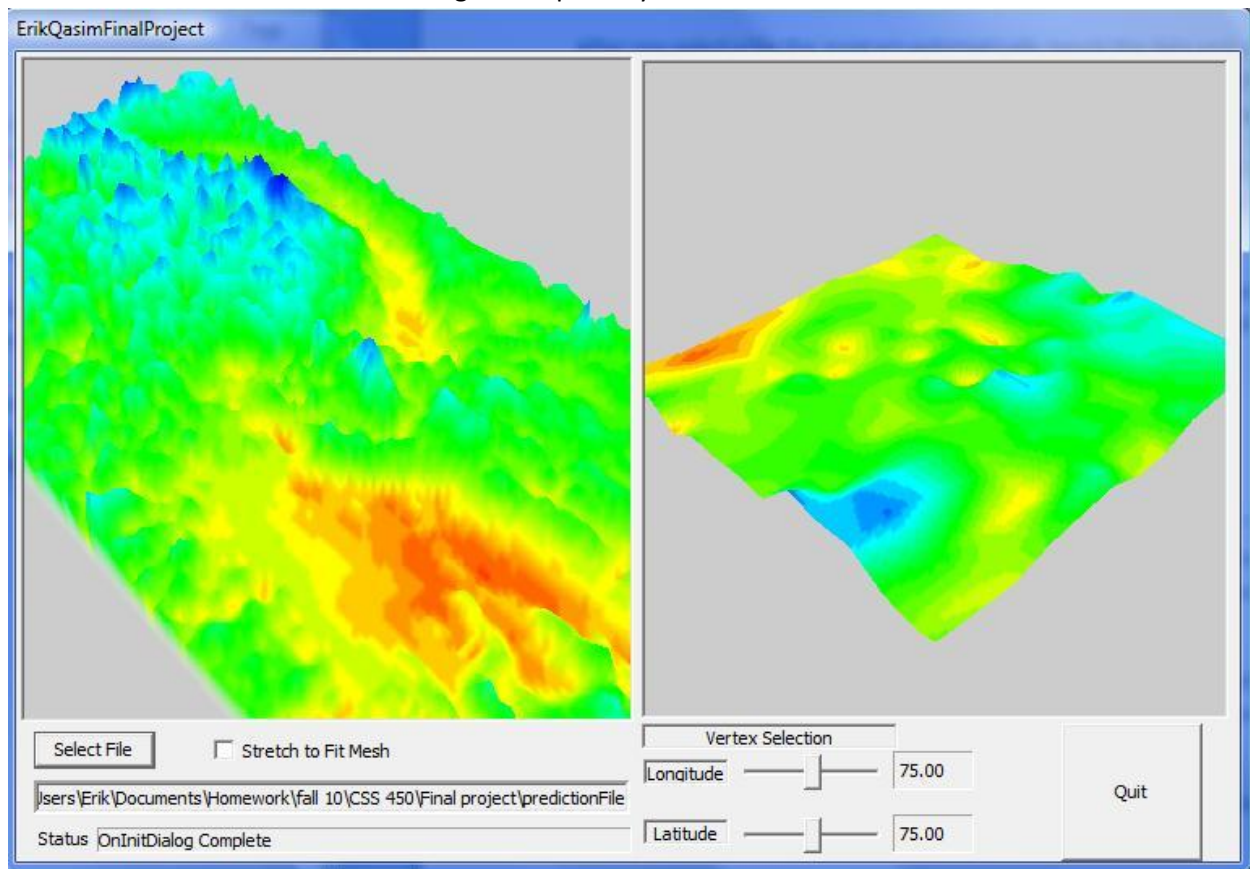 ErikQasimFinalProject
Select File
Stretch to Fit Mesh
Jsers\Erik\Documents\Homework\fall 10\CSS 450\Final project\predictionFile
Status OnInitDialog Complete
Vertex Selection
Longitude 75.00
Latitude 75.00
Quit